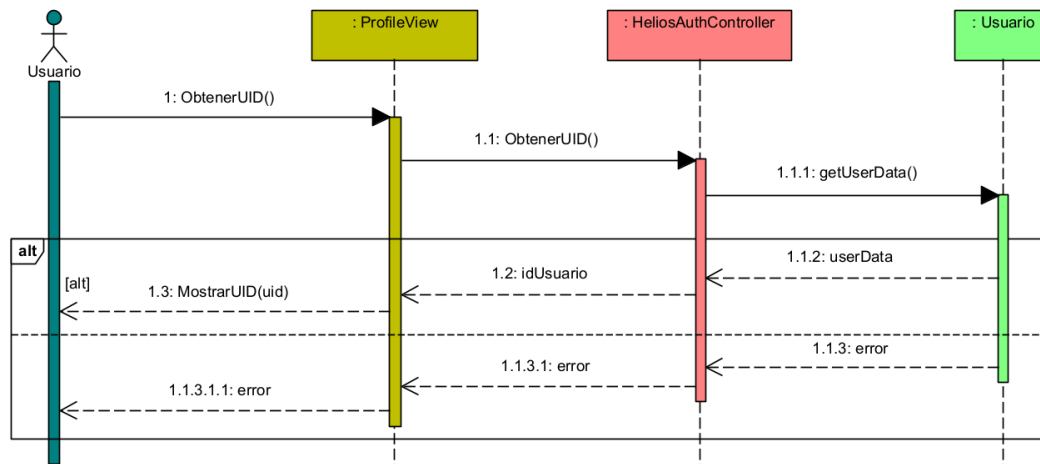 : ProfileView
: HeliosAuthController
: Usuario
Usuario
1: ObtenerUID()
1.1: ObtenerUID()
1.1.1: getUserData()
alt
1.1.2: userData
[alt]
1.2: idUsuario
1.3: MostrarUID(uid)
1.1.3: error
1.1.3.1: error
1.1.3.1.1: error